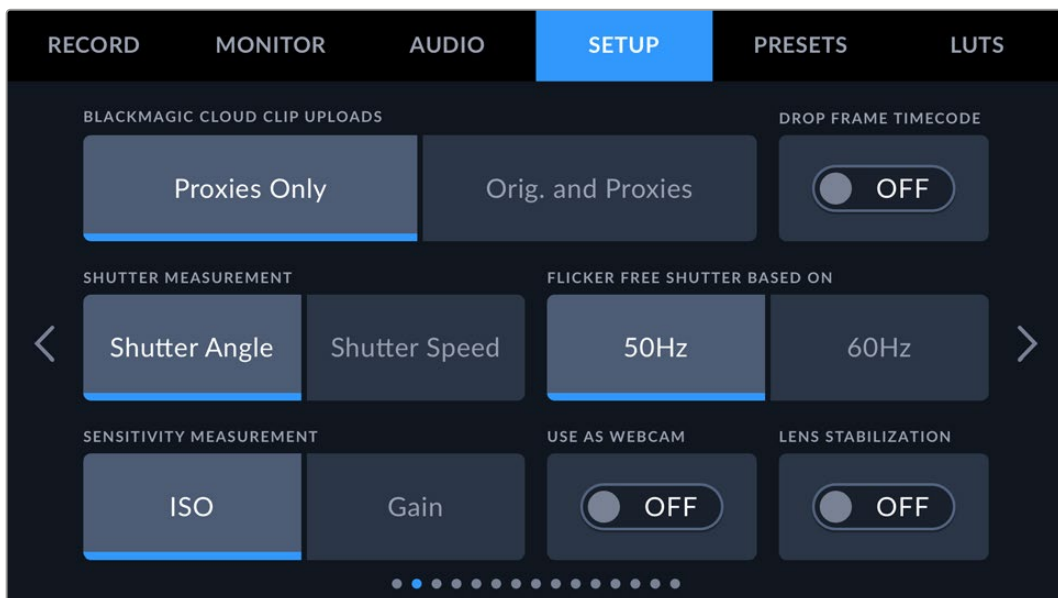 RECORD MONITOR AUDIO SETUP PRESETS LUTS
BLACKMAGIC CLOUD CLIP UPLOADS DROP FRAME TIMECODE
Proxies Only Orig. and Proxies OFF
SHUTTER MEASUREMENT FLICKER FREE SHUTTER BASED ON
Shutter Angle Shutter Speed 50Hz 60Hz
SENSITIVITY MEASUREMENT USE AS WEBCAM LENS STABILIZATION
ISO Gain OFF OFF